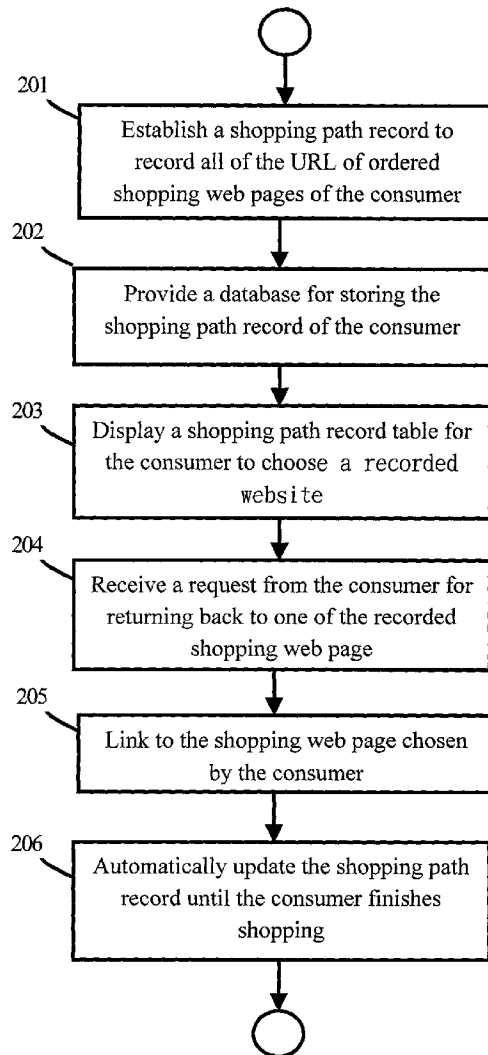 201
Establish a shopping path record to
record all of the URL of ordered
shopping web pages of the consumer
202
Provide a database for storing the
shopping path record of the consumer
203
Display a shopping path record table for
the consumer to choose a recorded
website
204
Receive a request from the consumer for
returning back to one of the recorded
shopping web page
205
Link to the shopping web page chosen
by the consumer
206
Automatically update the shopping path
record until the consumer finishes
shopping